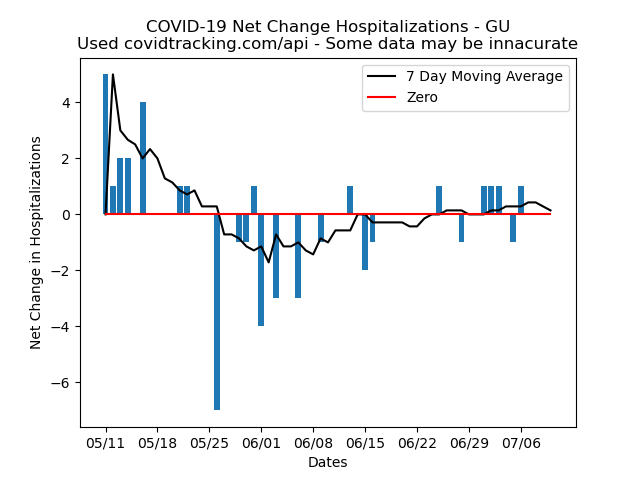 COVID-19 Net Change Hospitalizations - GU
Used covidtracking.com/api - Some data may be innacurate
7 Day Moving Average
Zero
Net Change in Hospitalizations
4
2
0
−2
−4
−6
05/11 05/18 05/25 06/01 06/08 06/15 06/22 06/29 07/06
Dates